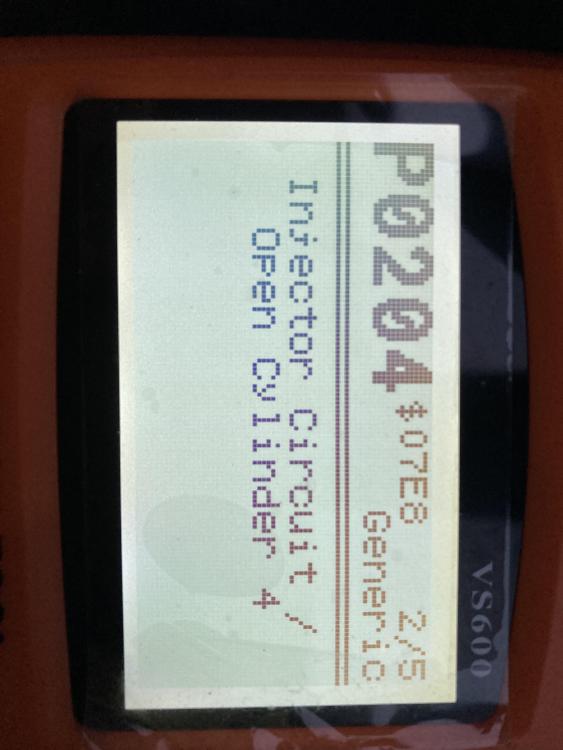 VS600
P0204 $07E8 2/5
Generic
Injector Circuit /
Open Cylinder 4